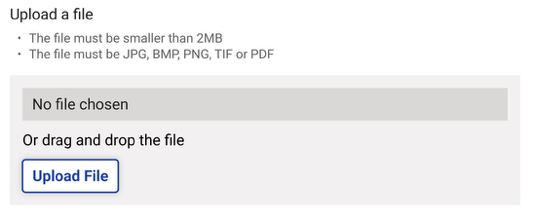 Upload a file
• The file must be smaller than 2MB
• The file must be JPG, BMP, PNG, TIF or PDF
No file chosen
Or drag and drop the file
Upload File